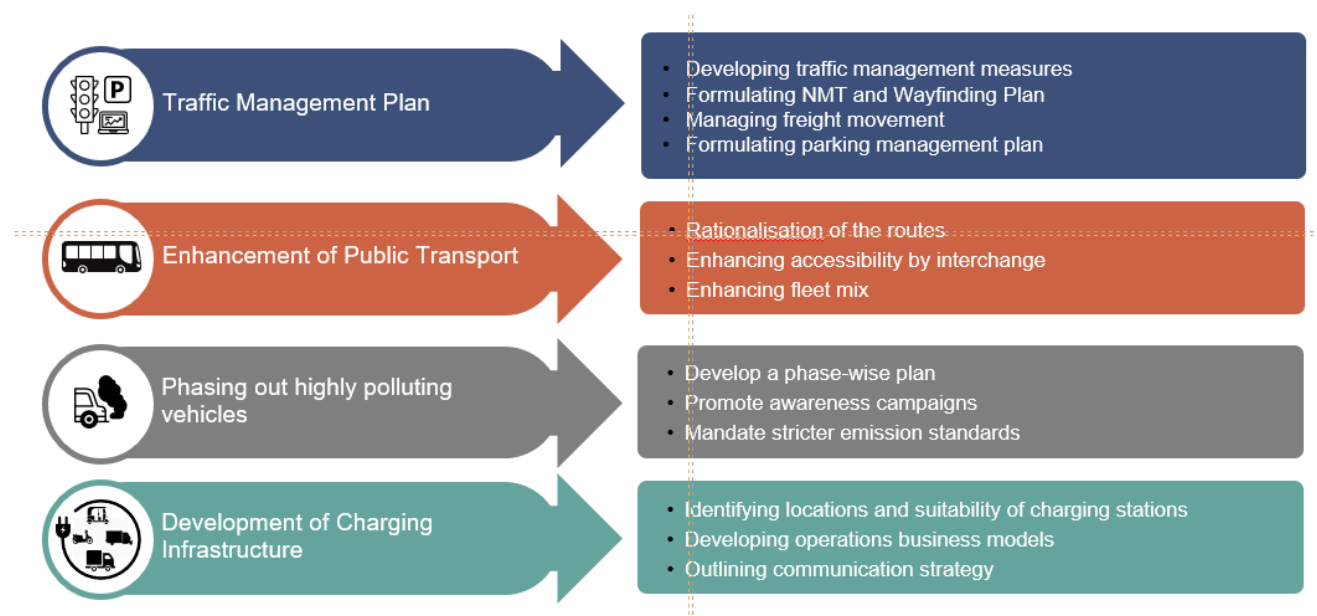 P
Traffic Management Plan
• Developing traffic management measures
• Formulating NMT and Wayfinding Plan
• Managing freight movement
• Formulating parking management plan
Enhancement of Public Transport
• Rationalisation of the routes
• Enhancing accessibility by interchange
• Enhancing fleet mix
Phasing out highly polluting
vehicles
• Develop a phase-wise plan
• Promote awareness campaigns
• Mandate stricter emission standards
Development of Charging
Infrastructure
• Identifying locations and suitability of charging stations
• Developing operations business models
• Outlining communication strategy